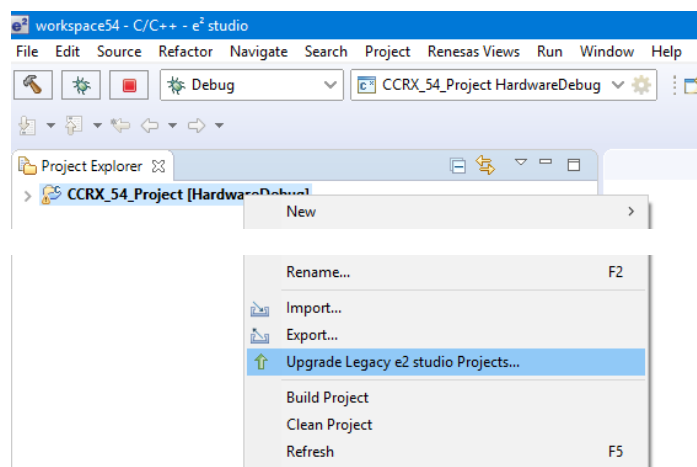 workspace54 - C/C++ - e² studio
File Edit Source Refactor Navigate Search Project Renesas Views Run Window Help
Debug CCRX_54_Project HardwareDebug
Project Explorer
CCRX_54_Project [HardwareDebug]
New
Rename... F2
Import...
Export...
Upgrade Legacy e2 studio Projects...
Build Project
Clean Project
Refresh F5